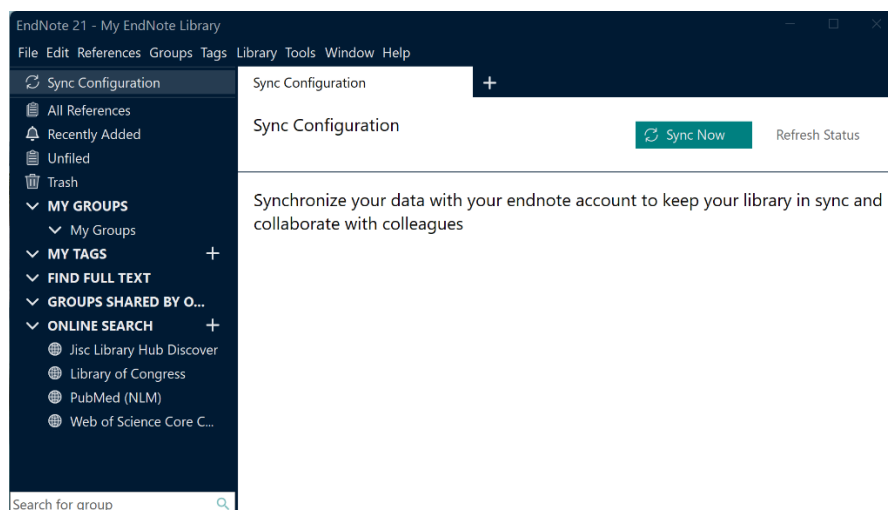 EndNote 21 - My EndNote Library
File Edit References Groups Tags Library Tools Window Help
Sync Configuration
All References
Recently Added
Unfiled
Trash
MY GROUPS
My Groups
MY TAGS
FIND FULL TEXT
GROUPS SHARED BY O...
ONLINE SEARCH
Jisc Library Hub Discover
Library of Congress
PubMed (NLM)
Web of Science Core C...
Search for group
Sync Configuration
Sync Configuration
Sync Now
Refresh Status
Synchronize your data with your endnote account to keep your library in sync and
collaborate with colleagues